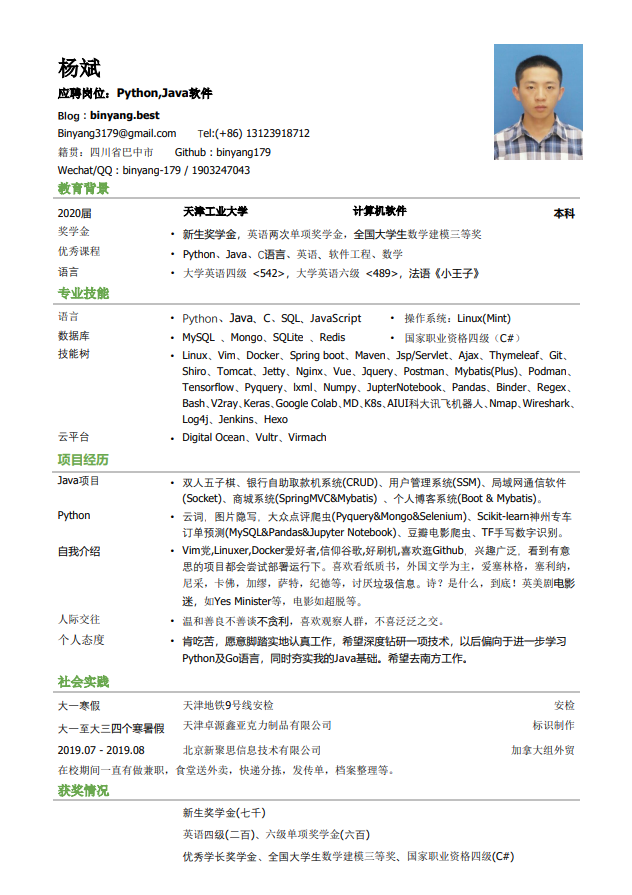 杨斌
应聘岗位：Python,Java软件
Blog：binyang.best
Binyang3179@gmail.com Tel:(+86) 13123918712
籍贯：四川省巴中市 Github：binyang179
Wechat/QQ：binyang-179 / 1903247043
教育背景
2020届 天津工业大学 计算机软件 本科
奖学金 • 新生奖学金，英语两次单项奖学金，全国大学生数学建模三等奖
优秀课程 • Python、Java、C语言、英语、软件工程、数学
语言 • 大学英语四级 <542>，大学英语六级 <489>，法语《小王子》
专业技能
语言 • Python、Java、C、SQL、JavaScript • 操作系统：Linux(Mint)
数据库 • MySQL 、Mongo、SQLite 、Redis • 国家职业资格四级（C#）
技能树 • Linux、Vim、Docker、Spring boot、Maven、Jsp/Servlet、Ajax、Thymeleaf、Git、
Shiro、Tomcat、Jetty、Nginx、Vue、Jquery、Postman、Mybatis(Plus)、Podman、
Tensorflow、Pyquery、lxml、Numpy、JupterNotebook、Pandas、Binder、Regex、
Bash、V2ray、Keras、Google Colab、MD、K8s、AIUI科大讯飞机器人、Nmap、Wireshark、
Log4j、Jenkins、Hexo
云平台 • Digital Ocean、Vultr、Virmach
项目经历
Java项目 • 双人五子棋、银行自助取款机系统(CRUD)、用户管理系统(SSM)、局域网通信软件
(Socket)、商城系统(SpringMVC&Mybatis) 、个人博客系统(Boot & Mybatis)。
Python • 云词，图片隐写，大众点评爬虫(Pyquery&Mongo&Selenium)、Scikit-learn神州专车
订单预测(MySQL&Pandas&Jupyter Notebook)、豆瓣电影爬虫、TF手写数字识别。
自我介绍 • Vim党,Linuxer,Docker爱好者,信仰谷歌,好刷机,喜欢逛Github，兴趣广泛，看到有意
思的项目都会尝试部署运行下。喜欢看纸质书，外国文学为主，爱塞林格，塞利纳，
尼采，卡佛，加缪，萨特，纪德等，讨厌垃圾信息。诗？是什么，到底！英美剧电影
迷，如Yes Minister等，电影如超脱等。
人际交往 • 温和善良不善谈不贪利，喜欢观察人群，不喜泛泛之交。
个人态度 • 肯吃苦，愿意脚踏实地认真工作，希望深度钻研一项技术，以后偏向于进一步学习
Python及Go语言，同时夯实我的Java基础。希望去南方工作。
社会实践
大一寒假 天津地铁9号线安检 安检
大一至大三四个寒暑假 天津卓源鑫亚克力制品有限公司 标识制作
2019.07 - 2019.08 北京新聚思信息技术有限公司 加拿大组外贸
在校期间一直有做兼职，食堂送外卖，快递分拣，发传单，档案整理等。
获奖情况
新生奖学金(七千)
英语四级(二百)、六级单项奖学金(六百)
优秀学长奖学金、全国大学生数学建模三等奖、国家职业资格四级(C#)